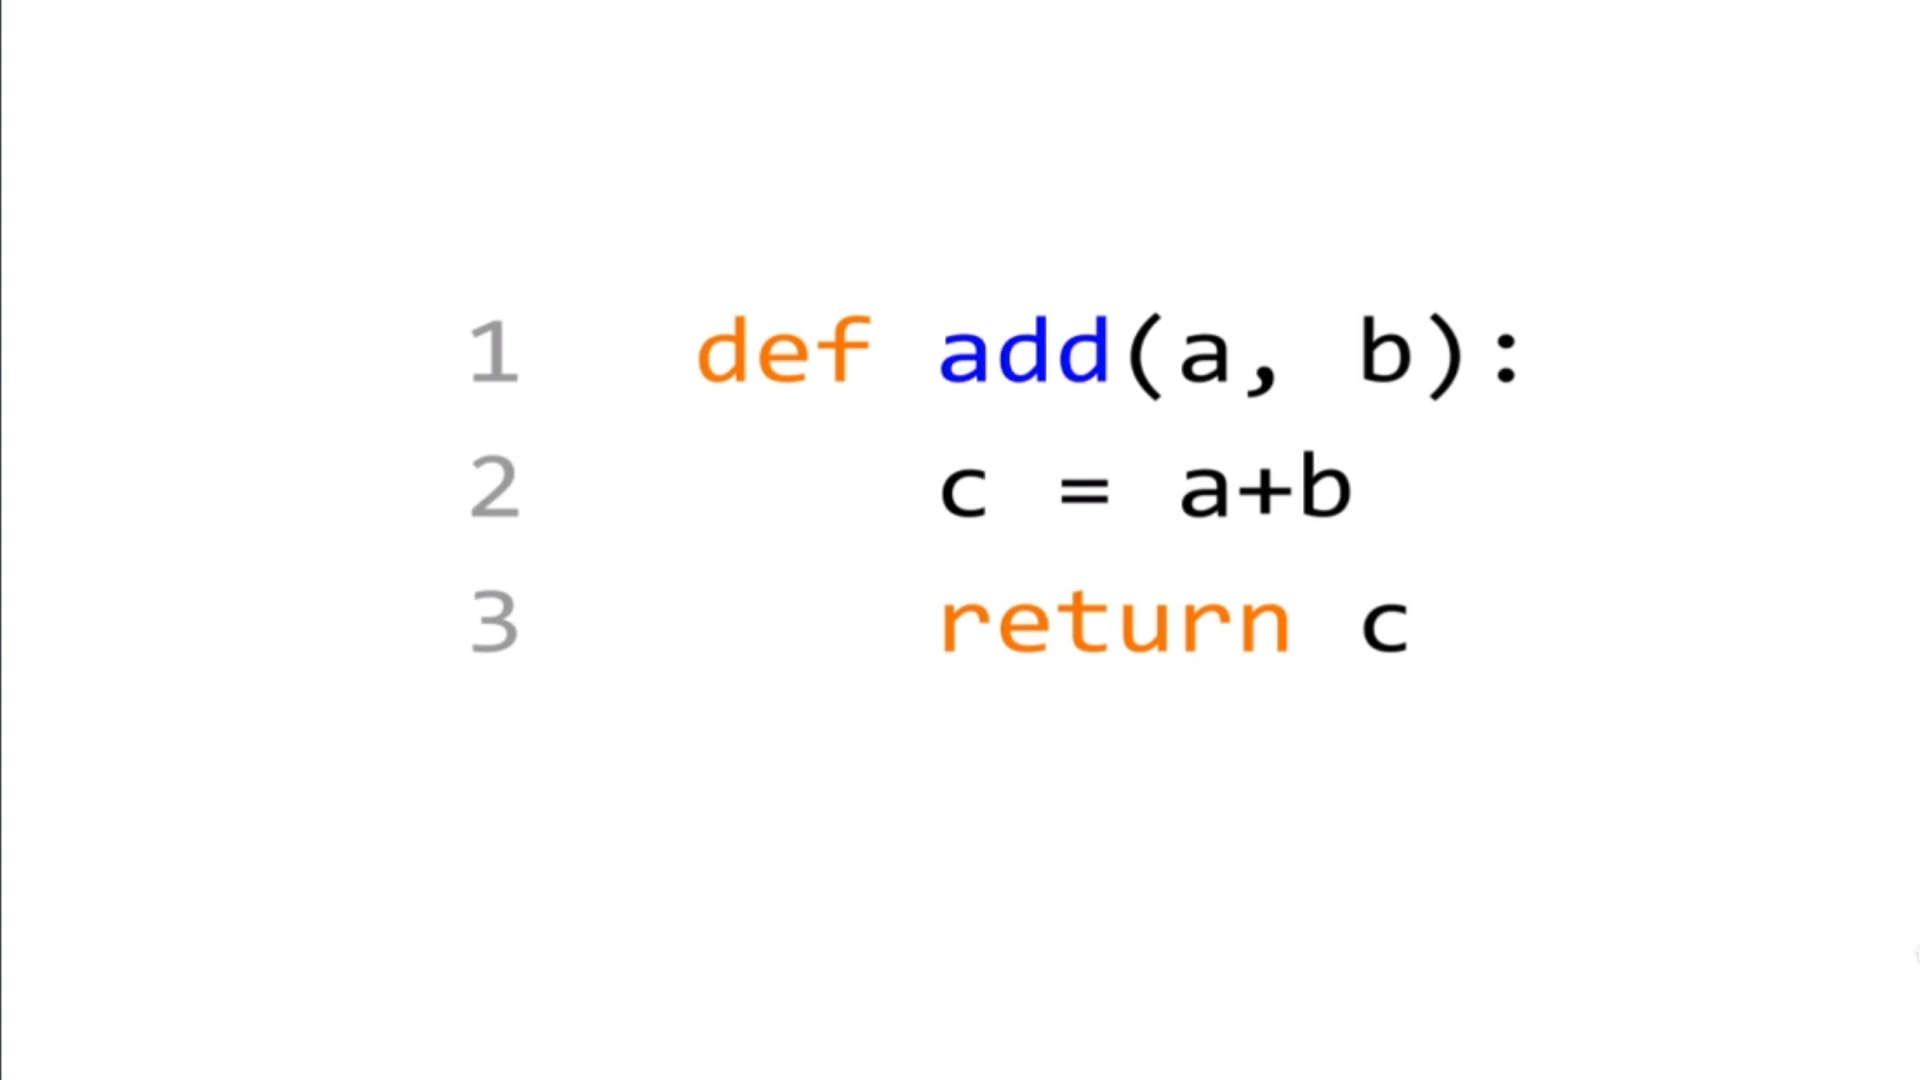 1 def add(a, b):
2 c = a+b
3 return c